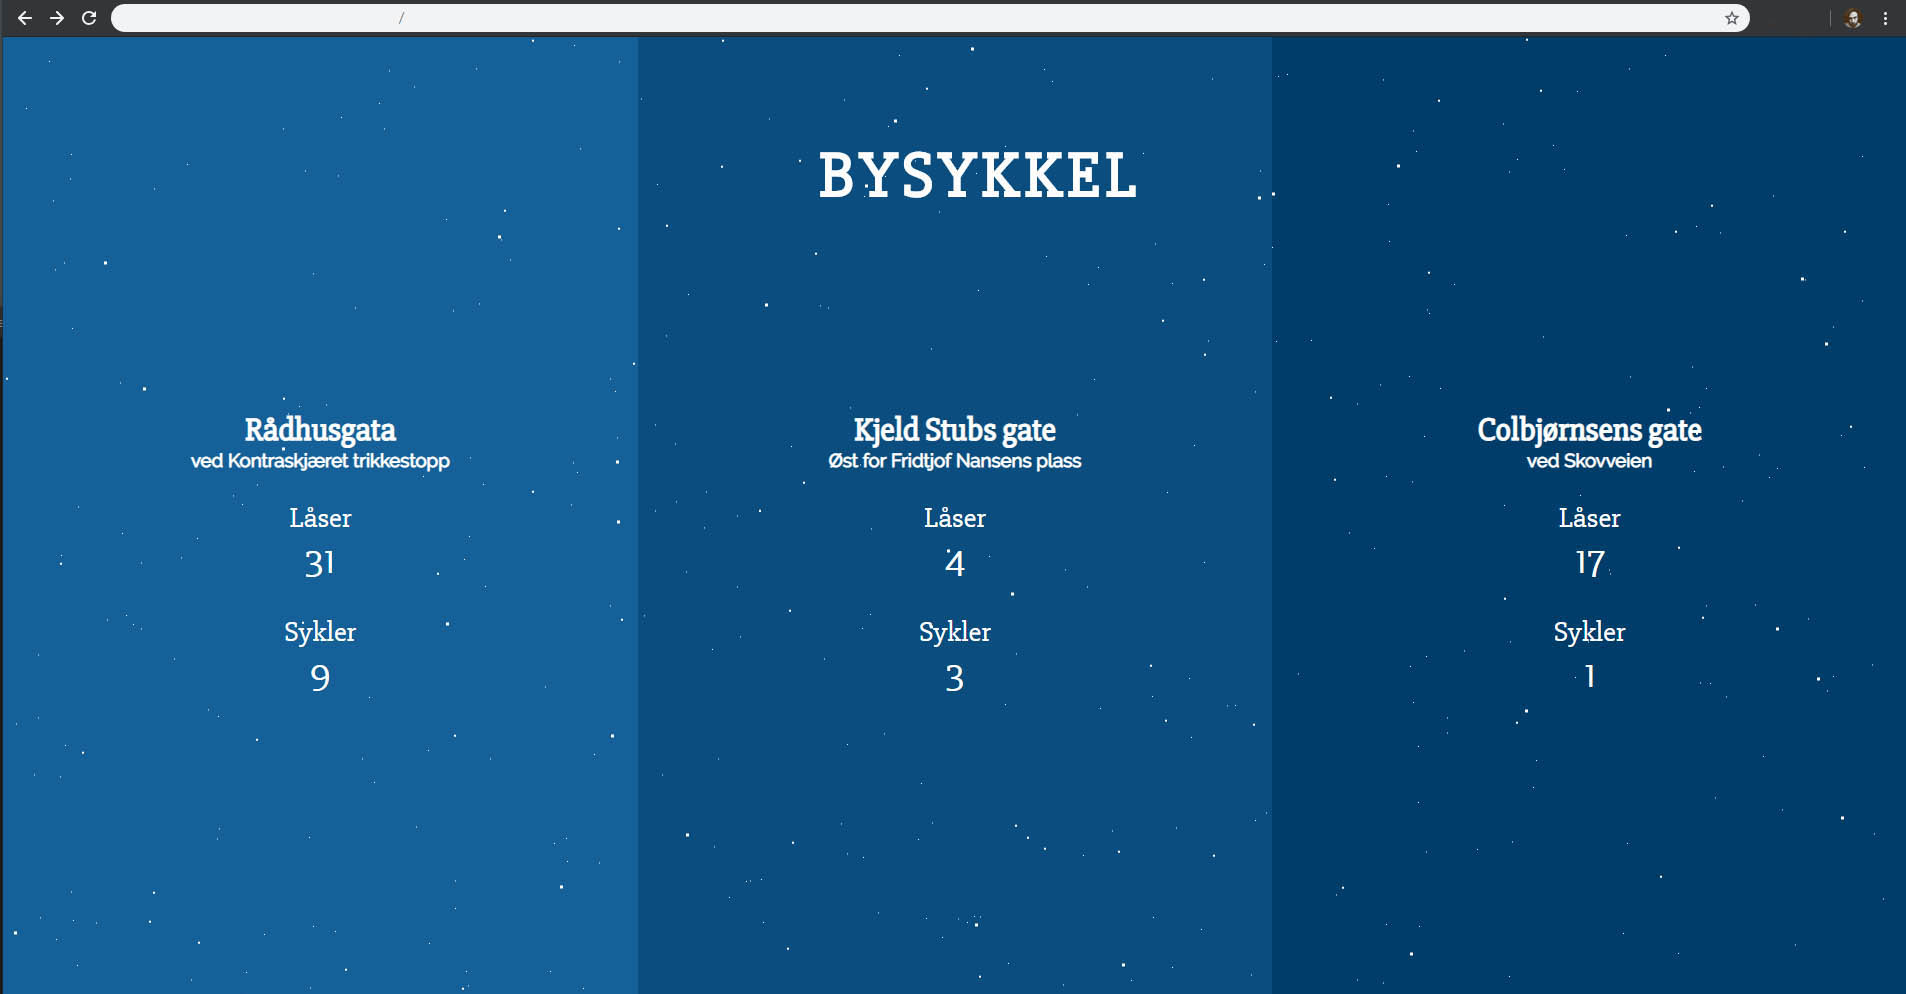 /
BYSYKKEL
Rådhusgata
ved Kontraskjæret trikkestopp
Låser
31
Sykler
9
Kjeld Stubs gate
Øst for Fridtjof Nansens plass
Låser
4
Sykler
3
Colbjørnsens gate
ved Skovveien
Låser
17
Sykler
1